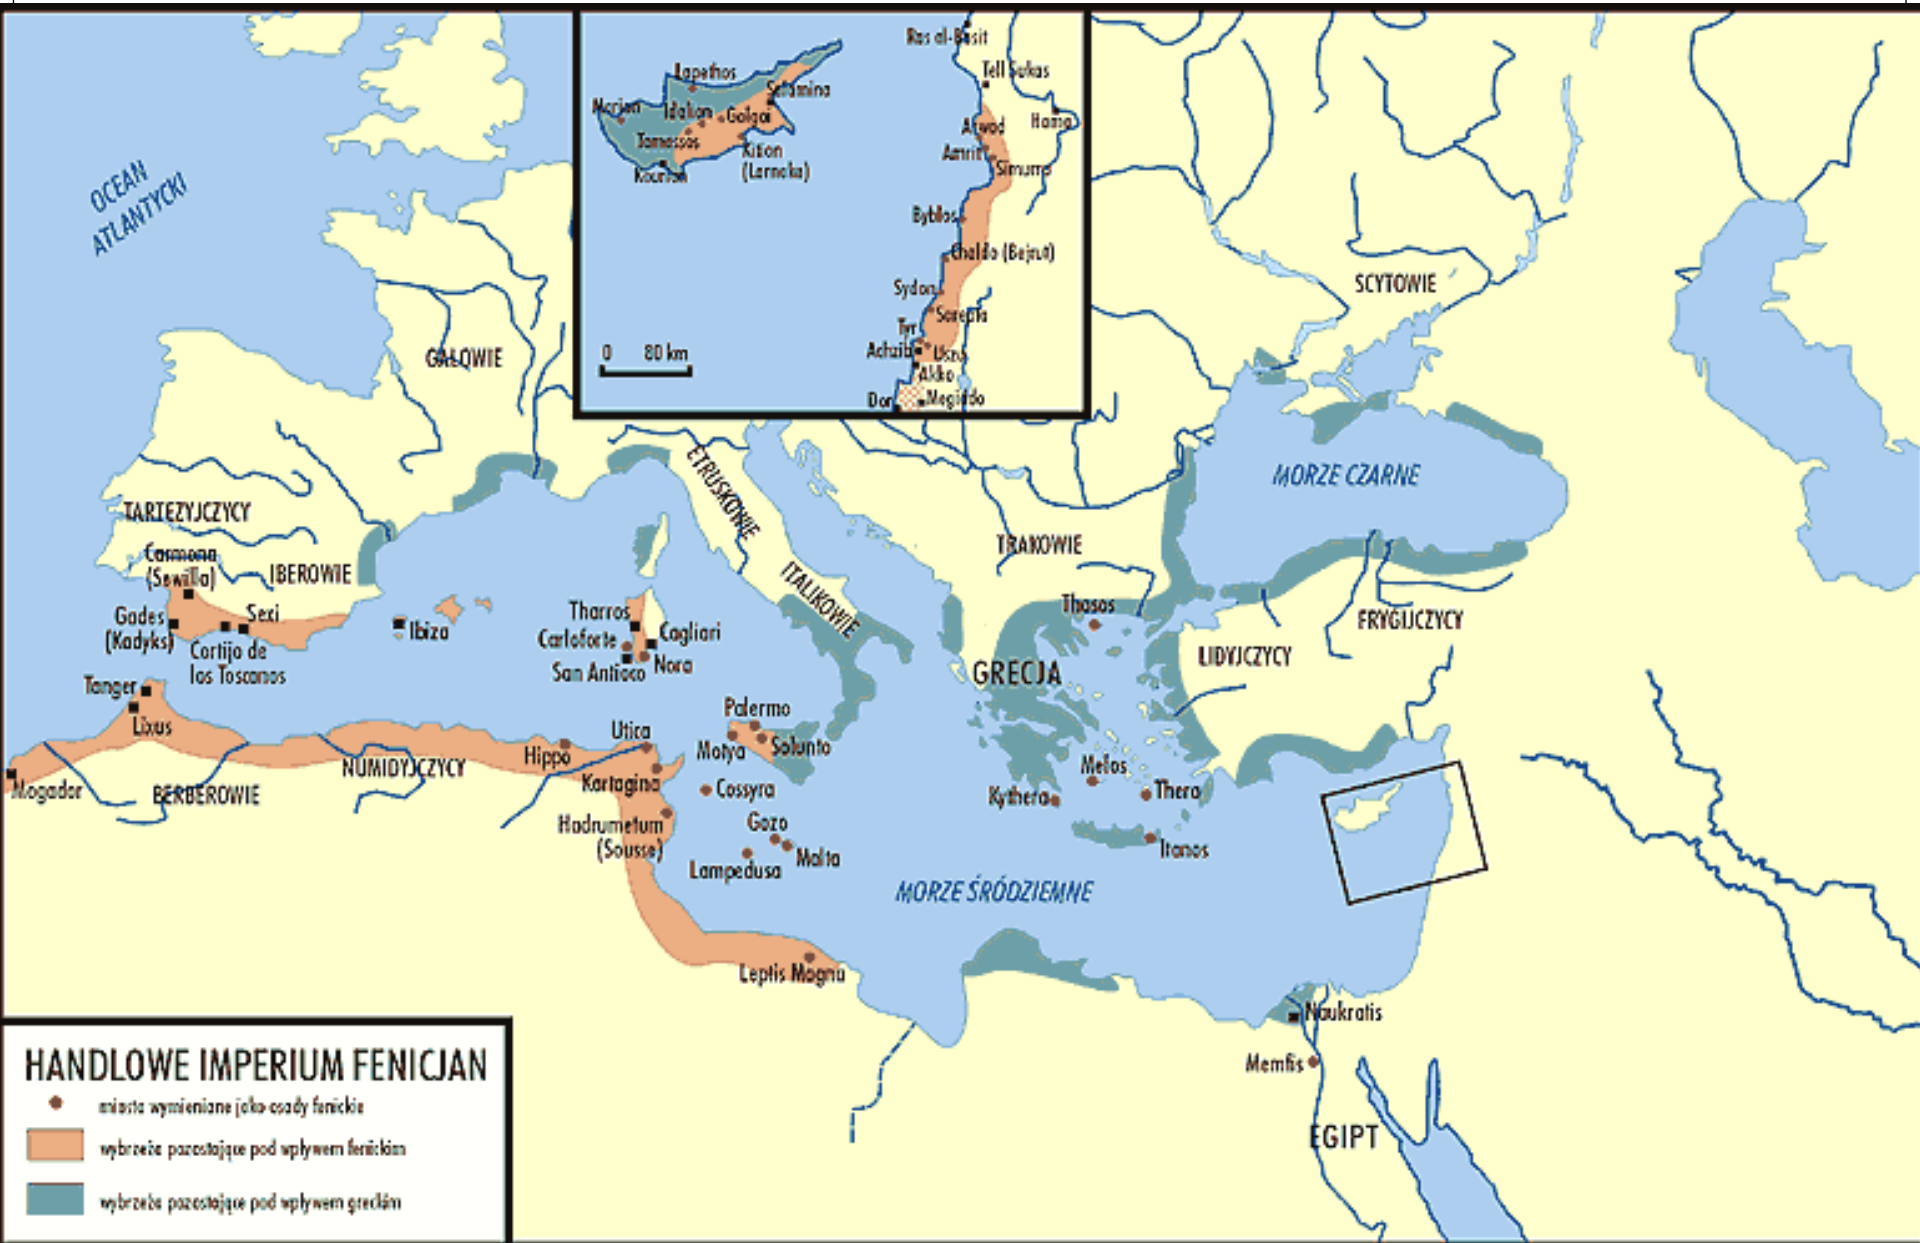 Ras al-Basit
Tell Sukas
Hama
Arwad
Amrit
Simurra
Byblos
Chaldo (Bejrut)
Sydon
Sarepta
Tyr
Achzib
Uszu
Akko
Dor
Megiddo
Lapethos
Salamina
Marion
Idalion
Golgoi
Tamassos
Kition
(Larnaka)
Kourion
0 80 km
OCEAN
ATLANTYCKI
GALOWIE
SCYTOWIE
MORZE CZARNE
ETRUSKOWIE
ITALIKOWIE
TRAKOWIE
TARTEZYJCZYCY
IBEROWIE
Carmona
(Sewilla)
Gades
(Kadyks)
Sexi
Cortijo de
los Toscanos
Ibiza
Tharros
Carloforte
San Antioco
Cagliari
Nora
Thasos
FRYGIJCZYCY
LIDYJCZYCY
GRECJA
Tanger
Lixus
Mogador
BERBEROWIE
NUMIDYJCZYCY
Hippo
Utica
Kartagina
Hadrumetum
(Sousse)
Palermo
Motya
Solunto
Cossyra
Gozo
Malta
Lampedusa
Melos
Kythera
Thera
Itanos
MORZE ŚRÓDZIEMNE
Leptis Magna
Naukratis
Memfis
EGIPT
HANDLOWE IMPERIUM FENICJAN
miasta wymieniane jako osady fenickie
wybrzeża pozostające pod wpływem fenickim
wybrzeża pozostające pod wpływem greckim